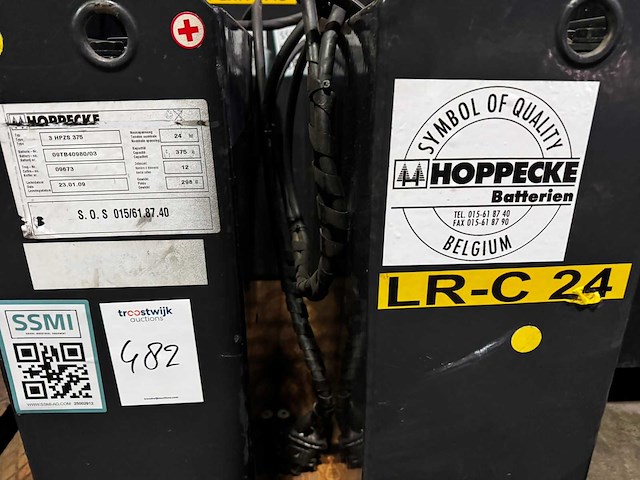 HOPPECKE
3 HPZS 375
24
09TB40980/03
375
09673
12
23.01.09
298
S.O.S 015/61.87.40
SSMI
troostwijk
auctions
482
SYMBOL OF QUALITY
HOPPECKE
Batterien
TEL. 015-61 87 40
FAX 015-61 87 90
BELGIUM
LR-C 24